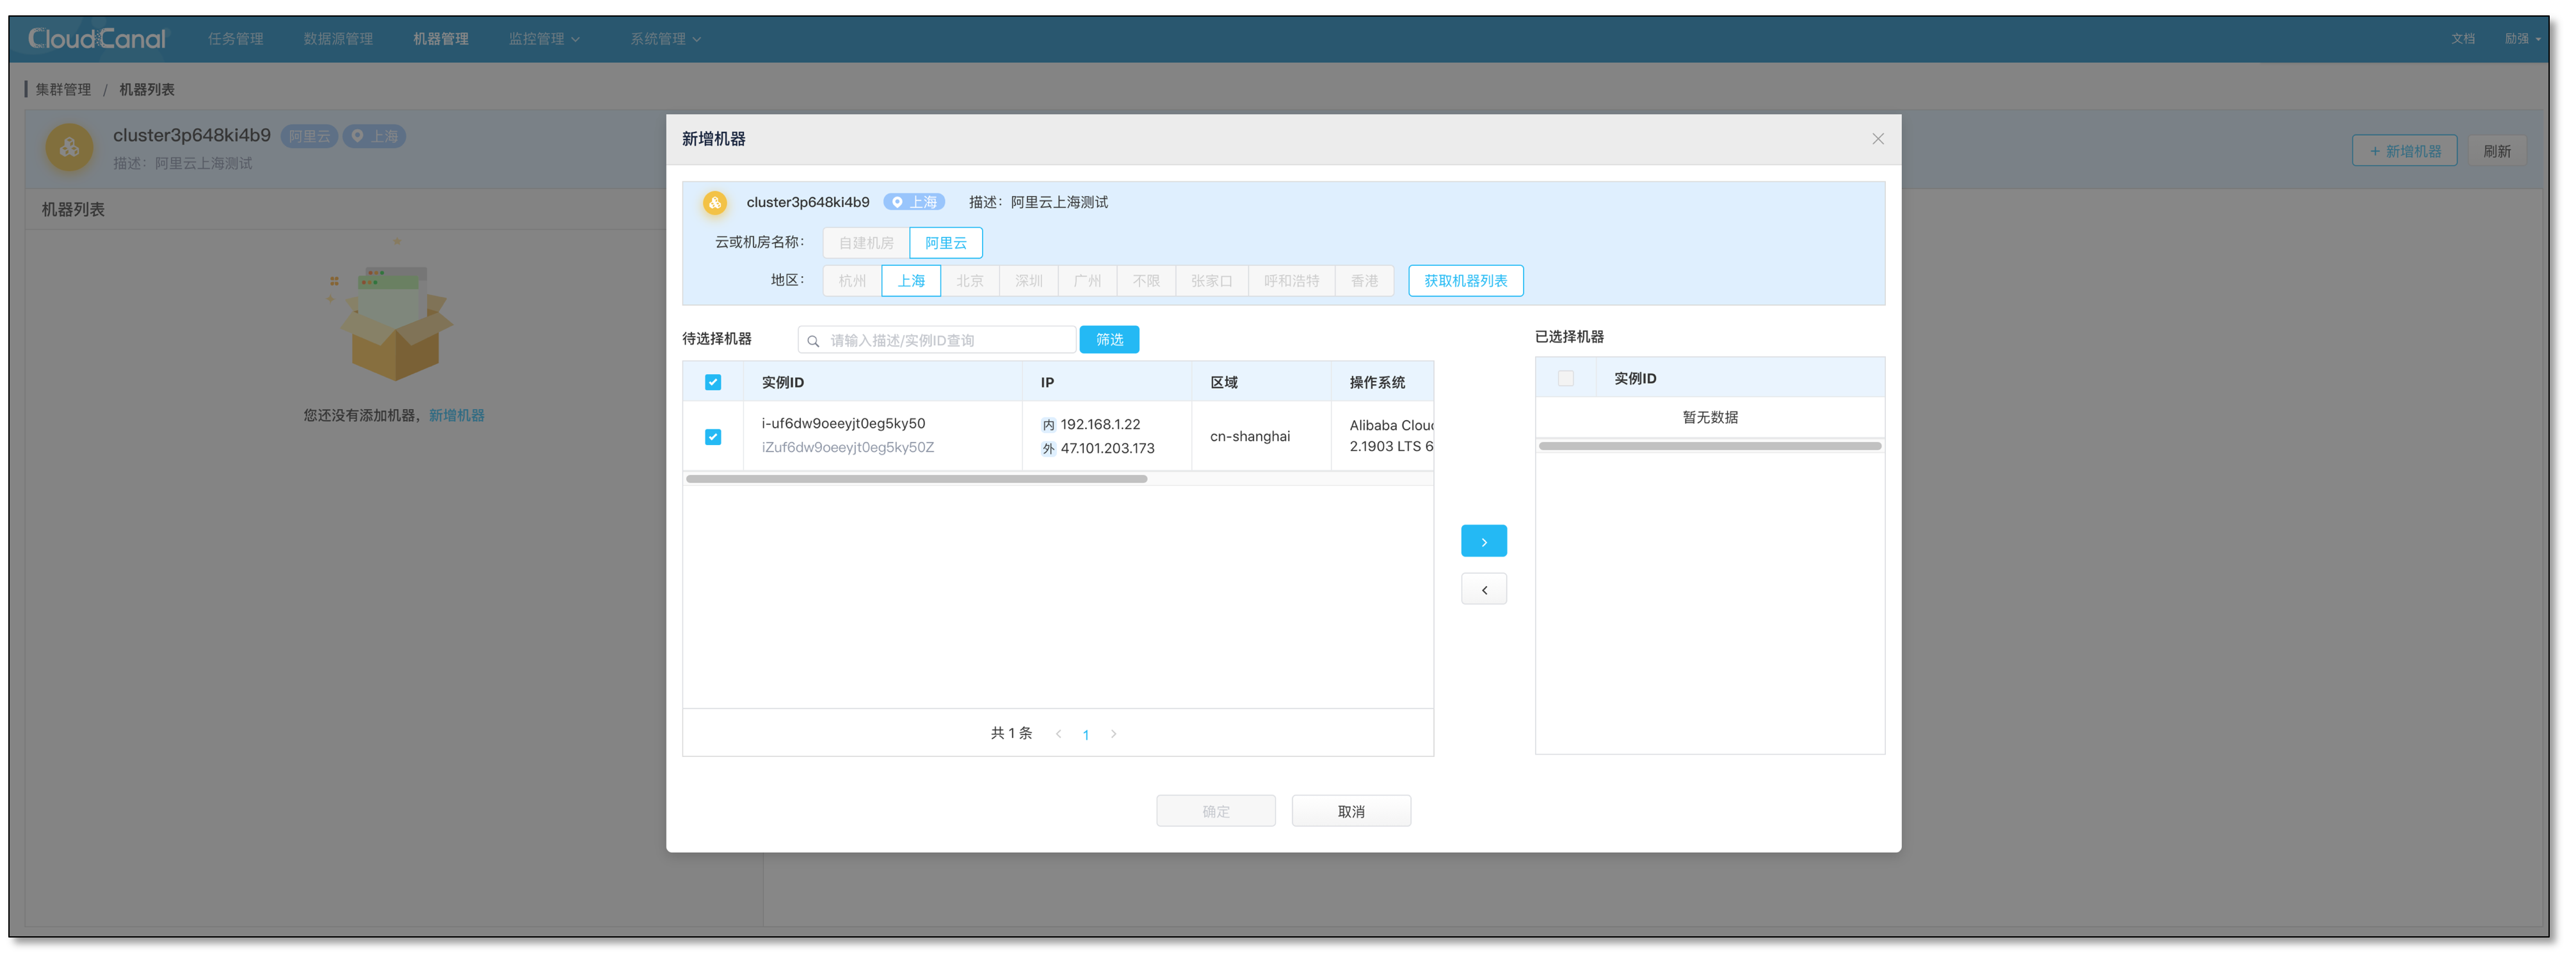 CloudCanal 任务管理 数据源管理 机器管理 监控管理 系统管理 文档 励强
集群管理 / 机器列表
cluster3p648ki4b9 阿里云 上海
描述：阿里云上海测试
+ 新增机器 刷新
机器列表
您还没有添加机器，新增机器
新增机器
cluster3p648ki4b9 上海 描述：阿里云上海测试
云或机房名称： 自建机房 阿里云
地区： 杭州 上海 北京 深圳 广州 不限 张家口 呼和浩特 香港 获取机器列表
待选择机器 请输入描述/实例ID查询 筛选
实例ID IP 区域 操作系统
i-uf6dw9oeeyjt0eg5ky50 内 192.168.1.22 cn-shanghai Alibaba Clou
iZuf6dw9oeeyjt0eg5ky50Z 外 47.101.203.173 2.1903 LTS 6
共 1 条 < 1 >
已选择机器
实例ID
暂无数据
确定 取消